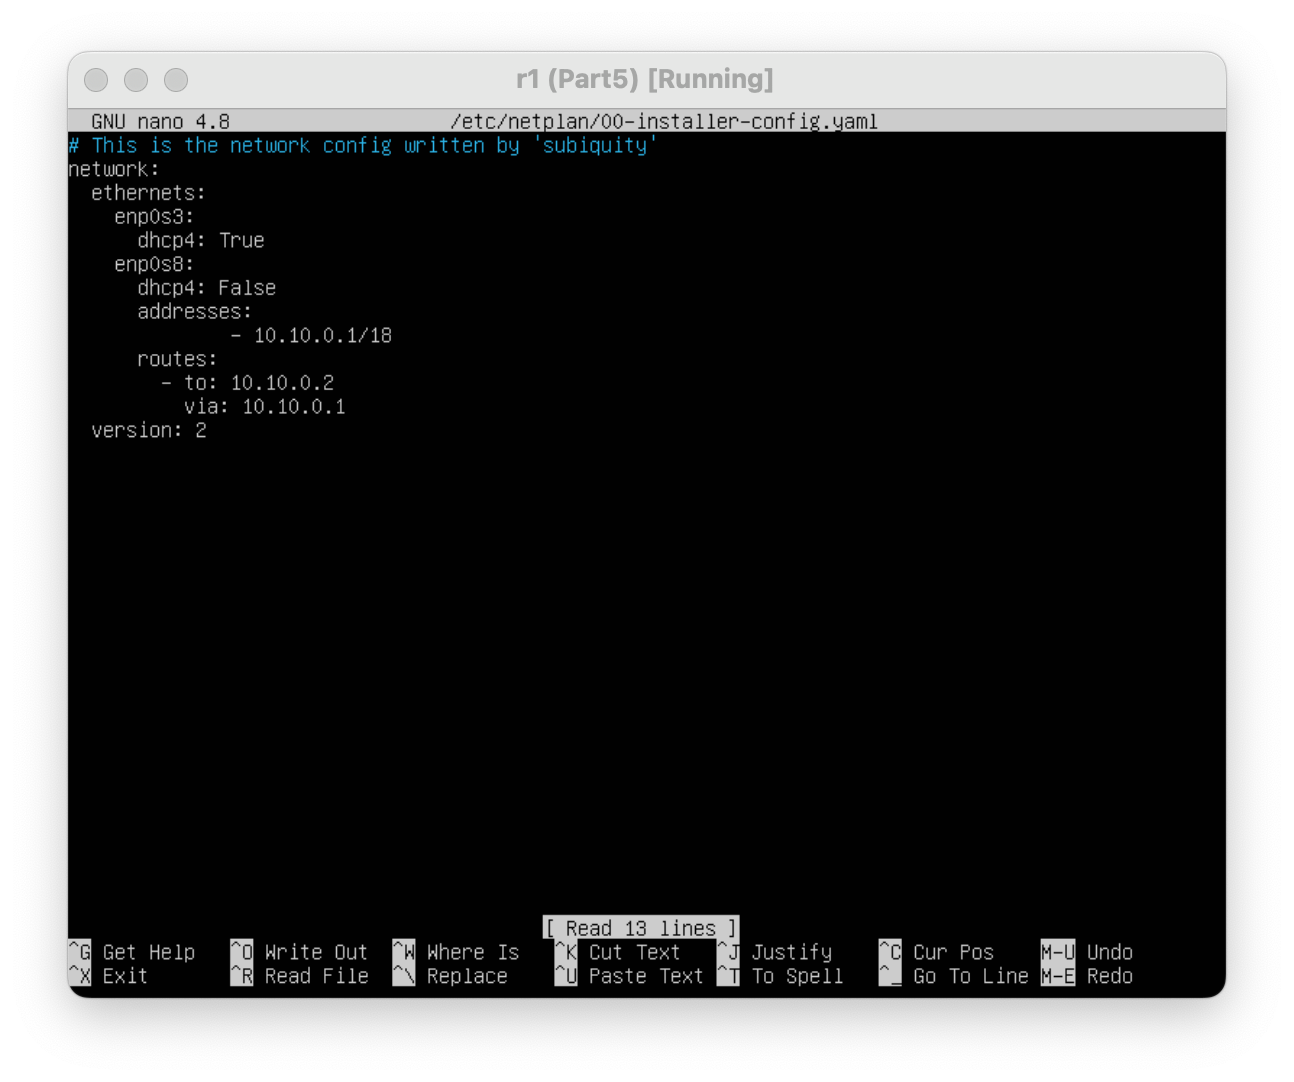 r1 (Part5) [Running]
GNU nano 4.8 /etc/netplan/00-installer-config.yaml
# This is the network config written by 'subiquity'
network:
  ethernets:
    enp0s3:
      dhcp4: True
    enp0s8:
      dhcp4: False
      addresses:
              - 10.10.0.1/18
      routes:
        - to: 10.10.0.2
          via: 10.10.0.1
  version: 2
[ Read 13 lines ]
^G Get Help ^O Write Out ^W Where Is ^K Cut Text ^J Justify ^C Cur Pos M-U Undo
^X Exit ^R Read File ^\ Replace ^U Paste Text ^T To Spell ^_ Go To Line M-E Redo